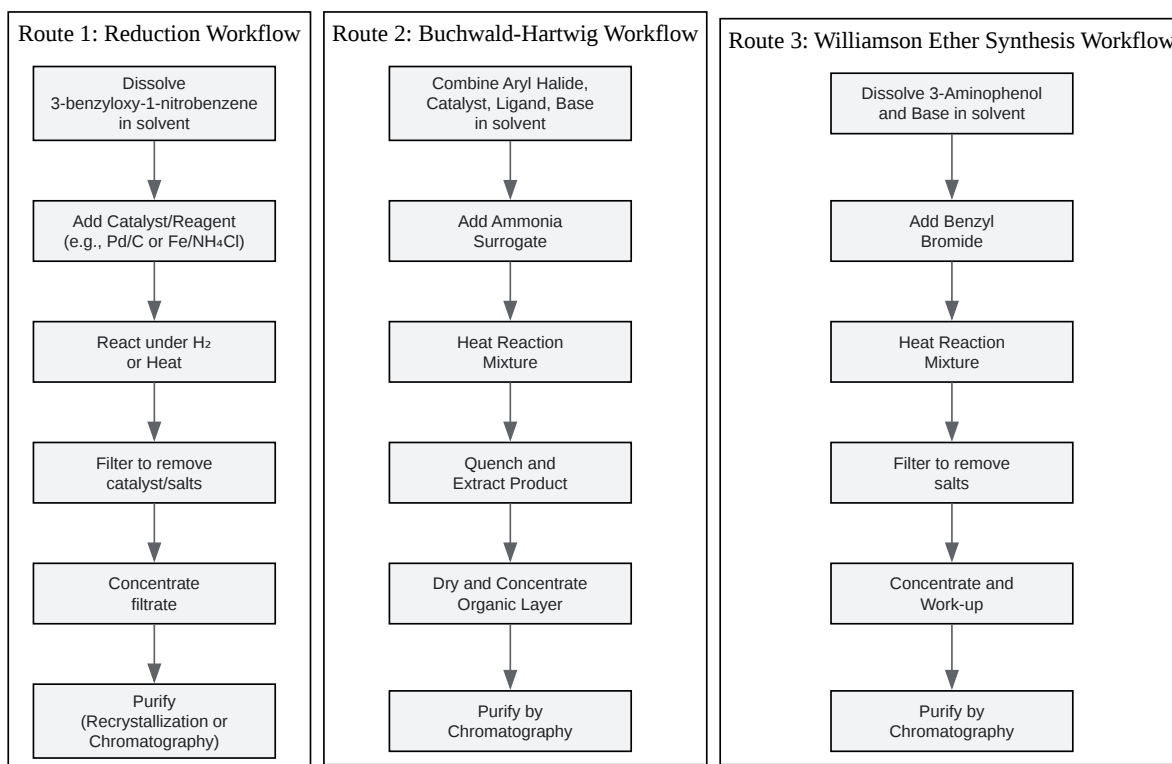 Route 1: Reduction Workflow
Dissolve
3-benzyloxy-1-nitrobenzene
in solvent
Add Catalyst/Reagent
(e.g., Pd/C or Fe/NH₄Cl)
React under H₂
or Heat
Filter to remove
catalyst/salts
Concentrate
filtrate
Purify
(Recrystallization or
Chromatography)
Route 2: Buchwald-Hartwig Workflow
Combine Aryl Halide,
Catalyst, Ligand, Base
in solvent
Add Ammonia
Surrogate
Heat Reaction
Mixture
Quench and
Extract Product
Dry and Concentrate
Organic Layer
Purify by
Chromatography
Route 3: Williamson Ether Synthesis Workflow
Dissolve 3-Aminophenol
and Base in solvent
Add Benzyl
Bromide
Heat Reaction
Mixture
Filter to remove
salts
Concentrate and
Work-up
Purify by
Chromatography